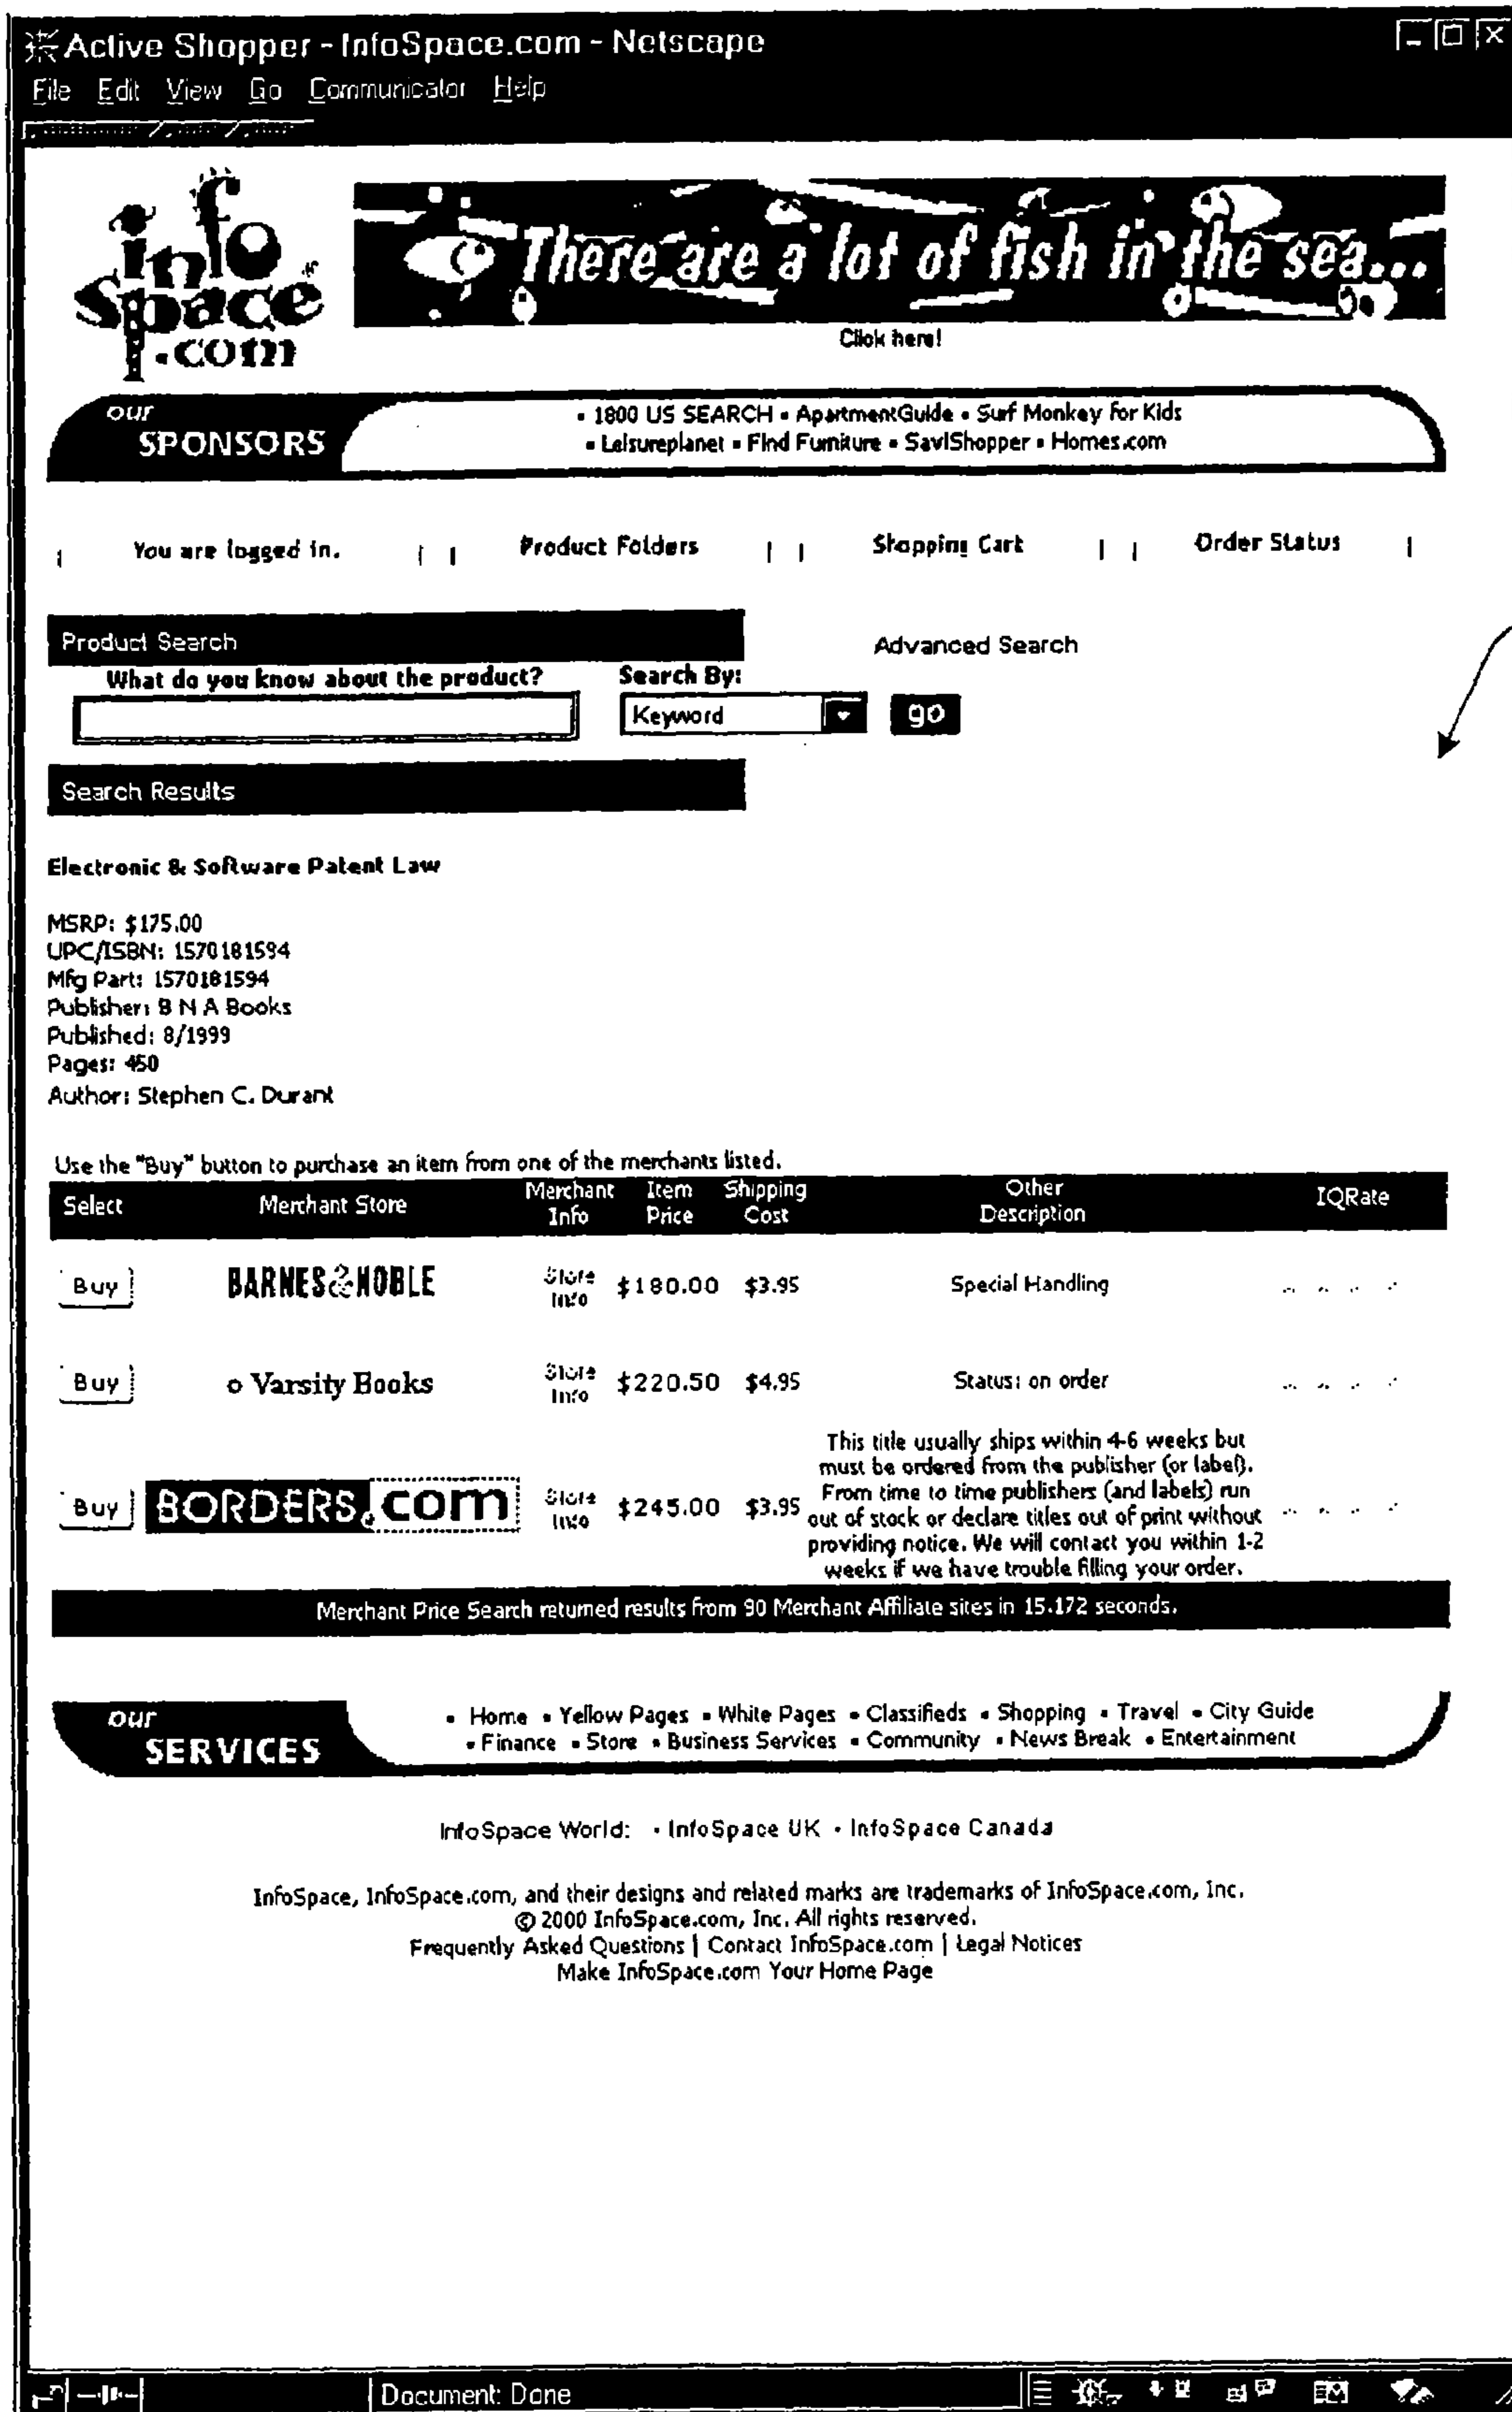 Active Shopper - InfoSpace.com - Netscape
File Edit View Go Communicator Help
info space .com
There are a lot of fish in the sea...
Click here!
our SPONSORS
▪ 1800 US SEARCH ▪ ApartmentGuide ▪ Surf Monkey for Kids
▪ Leisureplanet ▪ Find Furniture ▪ SaviShopper ▪ Homes.com
| You are logged in. | | Product Folders | | Shopping Cart | | Order Status |
Product Search
Advanced Search
What do you know about the product? Search By:
Keyword go
Search Results
Electronic & Software Patent Law
MSRP: $175.00
UPC/ISBN: 1570181594
Mfg Part: 1570181594
Publisher: B N A Books
Published: 8/1999
Pages: 450
Author: Stephen C. Durant
Use the "Buy" button to purchase an item from one of the merchants listed.
Select Merchant Store Merchant Info Item Price Shipping Cost Other Description IQRate
Buy BARNES&NOBLE Store Info $180.00 $3.95 Special Handling
Buy Varsity Books Store Info $220.50 $4.95 Status: on order
This title usually ships within 4-6 weeks but
must be ordered from the publisher (or label).
Buy BORDERS.com Store Info $245.00 $3.95 From time to time publishers (and labels) run
out of stock or declare titles out of print without
providing notice. We will contact you within 1-2
weeks if we have trouble filling your order.
Merchant Price Search returned results from 90 Merchant Affiliate sites in 15.172 seconds.
our SERVICES
▪ Home ▪ Yellow Pages ▪ White Pages ▪ Classifieds ▪ Shopping ▪ Travel ▪ City Guide
▪ Finance ▪ Store ▪ Business Services ▪ Community ▪ News Break ▪ Entertainment
InfoSpace World: ▪ InfoSpace UK ▪ InfoSpace Canada
InfoSpace, InfoSpace.com, and their designs and related marks are trademarks of InfoSpace.com, Inc.
© 2000 InfoSpace.com, Inc. All rights reserved.
Frequently Asked Questions | Contact InfoSpace.com | Legal Notices
Make InfoSpace.com Your Home Page
Document: Done